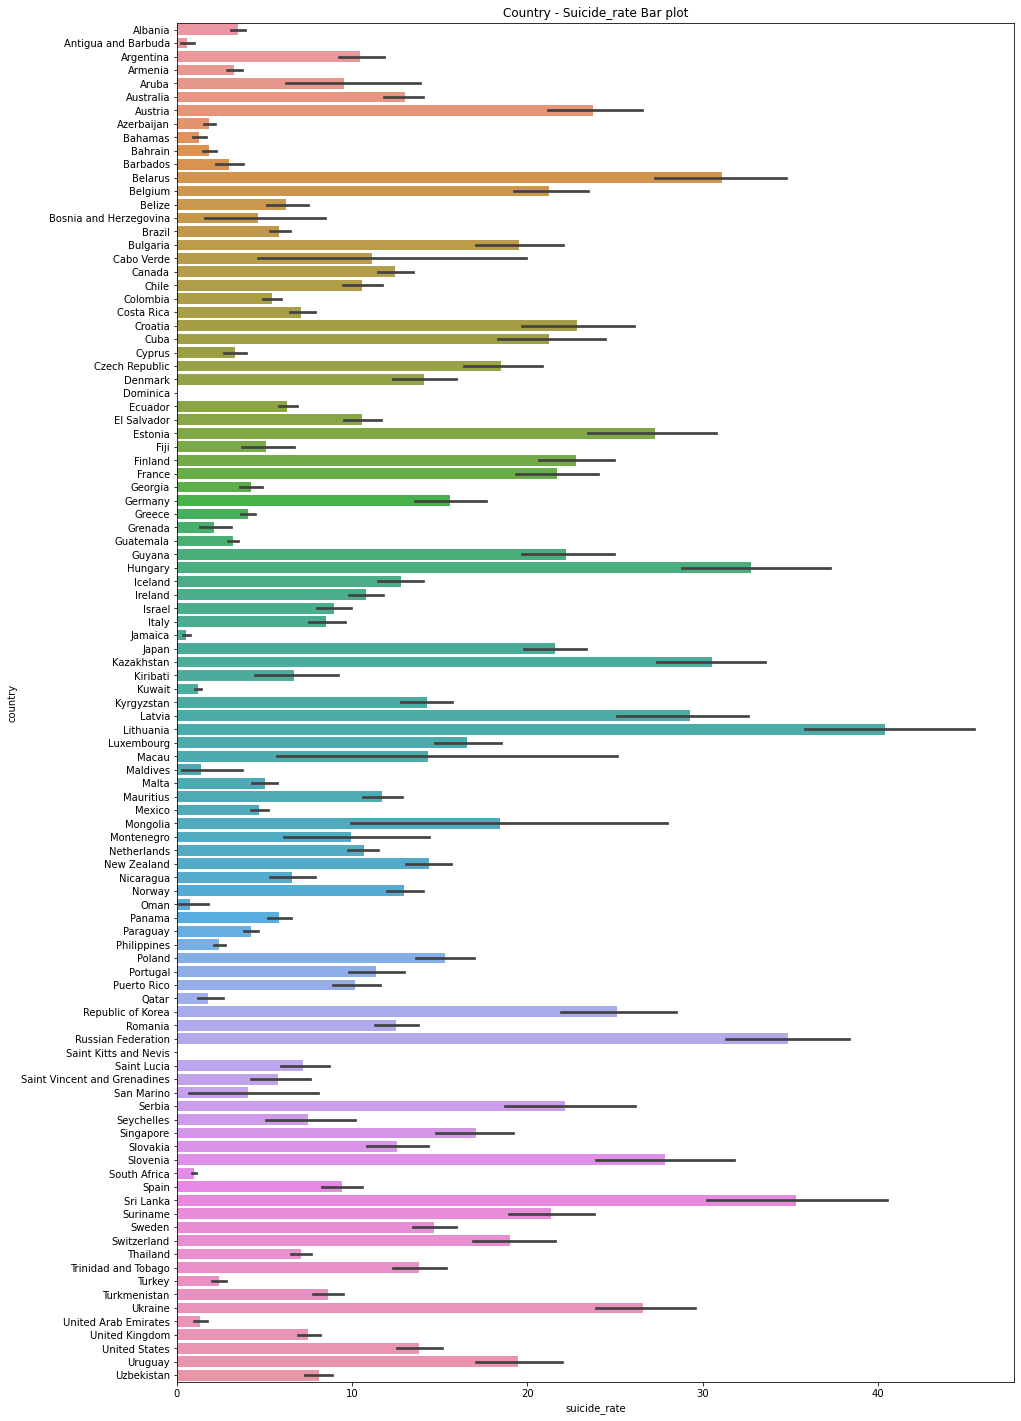 Country - Suicide_rate Bar plot
Albania
Antigua and Barbuda
Argentina
Armenia
Aruba
Australia
Austria
Azerbaijan
Bahamas
Bahrain
Barbados
Belarus
Belgium
Belize
Bosnia and Herzegovina
Brazil
Bulgaria
Cabo Verde
Canada
Chile
Colombia
Costa Rica
Croatia
Cuba
Cyprus
Czech Republic
Denmark
Dominica
Ecuador
El Salvador
Estonia
Fiji
Finland
France
Georgia
Germany
Greece
Grenada
Guatemala
Guyana
Hungary
Iceland
Ireland
Israel
Italy
Jamaica
Japan
Kazakhstan
Kiribati
Kuwait
Kyrgyzstan
Latvia
Lithuania
Luxembourg
Macau
Maldives
Malta
Mauritius
Mexico
Mongolia
Montenegro
Netherlands
New Zealand
Nicaragua
Norway
Oman
Panama
Paraguay
Philippines
Poland
Portugal
Puerto Rico
Qatar
Republic of Korea
Romania
Russian Federation
Saint Kitts and Nevis
Saint Lucia
Saint Vincent and Grenadines
San Marino
Serbia
Seychelles
Singapore
Slovakia
Slovenia
South Africa
Spain
Sri Lanka
Suriname
Sweden
Switzerland
Thailand
Trinidad and Tobago
Turkey
Turkmenistan
Ukraine
United Arab Emirates
United Kingdom
United States
Uruguay
Uzbekistan
country
0 10 20 30 40
suicide_rate